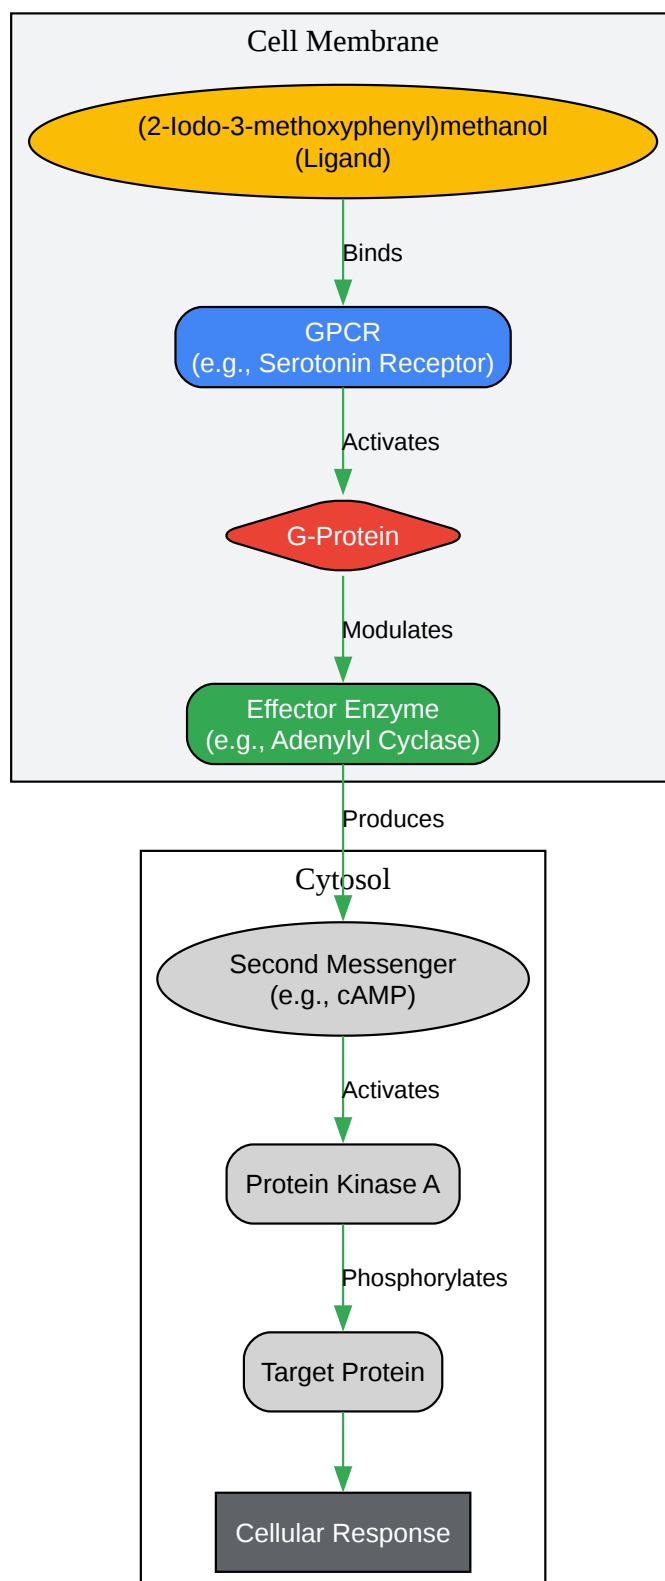 Cell Membrane
(2-Iodo-3-methoxyphenyl)methanol
(Ligand)
Binds
GPCR
(e.g., Serotonin Receptor)
Activates
G-Protein
Modulates
Effector Enzyme
(e.g., Adenylyl Cyclase)
Produces
Cytosol
Second Messenger
(e.g., cAMP)
Activates
Protein Kinase A
Phosphorylates
Target Protein
Cellular Response